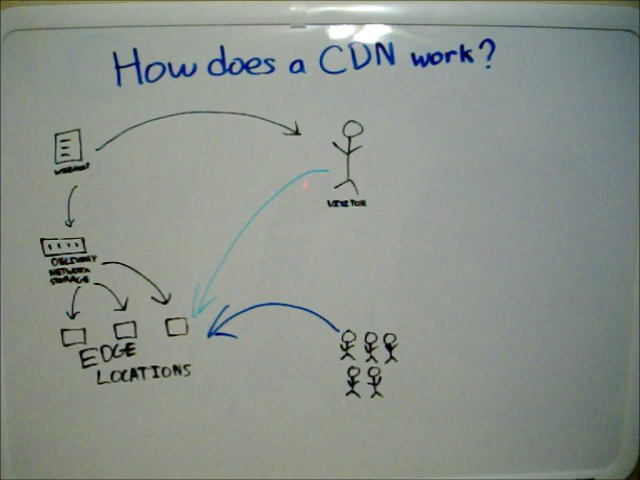 How does a CDN work?
WEBSITE
VISITOR
DELIVERY
NETWORK
STORAGE
EDGE
LOCATIONS